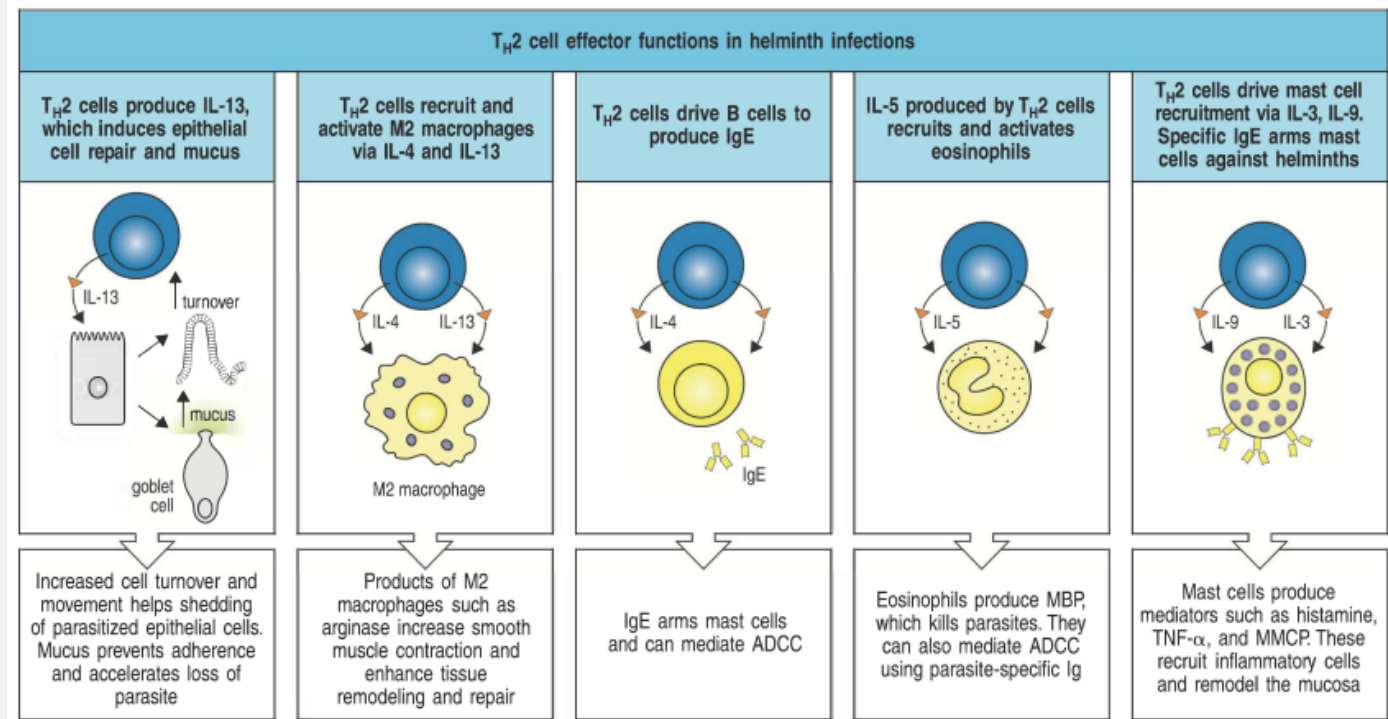 TH2 cell effector functions in helminth infections
TH2 cells produce IL-13,
which induces epithelial
cell repair and mucus
IL-13
turnover
mucus
goblet
cell
Increased cell turnover and
movement helps shedding
of parasitized epithelial cells.
Mucus prevents adherence
and accelerates loss of
parasite
TH2 cells recruit and
activate M2 macrophages
via IL-4 and IL-13
IL-4
IL-13
M2 macrophage
Products of M2
macrophages such as
arginase increase smooth
muscle contraction and
enhance tissue
remodeling and repair
TH2 cells drive B cells to
produce IgE
IL-4
IgE
IgE arms mast cells
and can mediate ADCC
IL-5 produced by TH2 cells
recruits and activates
eosinophils
IL-5
Eosinophils produce MBP,
which kills parasites. They
can also mediate ADCC
using parasite-specific Ig
TH2 cells drive mast cell
recruitment via IL-3, IL-9.
Specific IgE arms mast
cells against helminths
IL-9
IL-3
Mast cells produce
mediators such as histamine,
TNF-α, and MMCP. These
recruit inflammatory cells
and remodel the mucosa